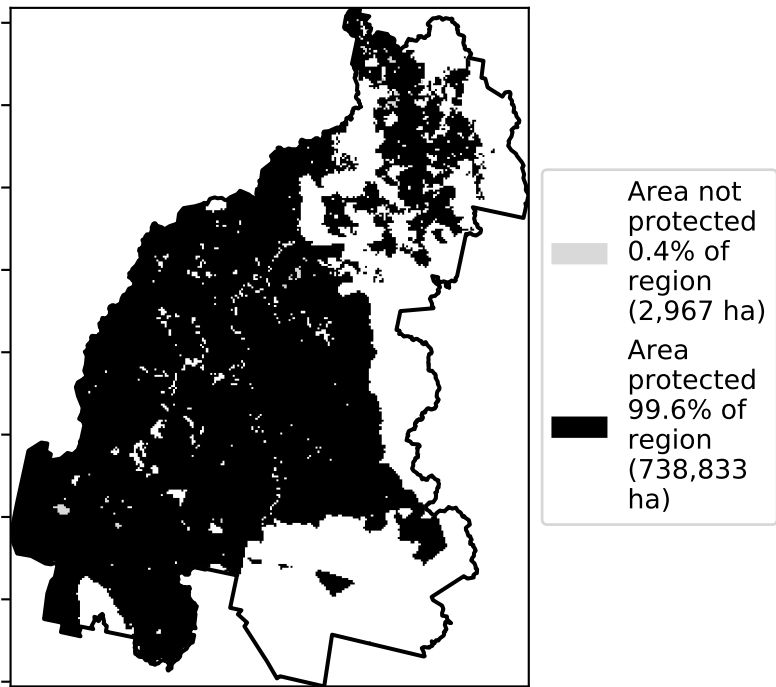 Area not
protected
0.4% of
region
(2,967 ha)
Area
protected
99.6% of
region
(738,833
ha)